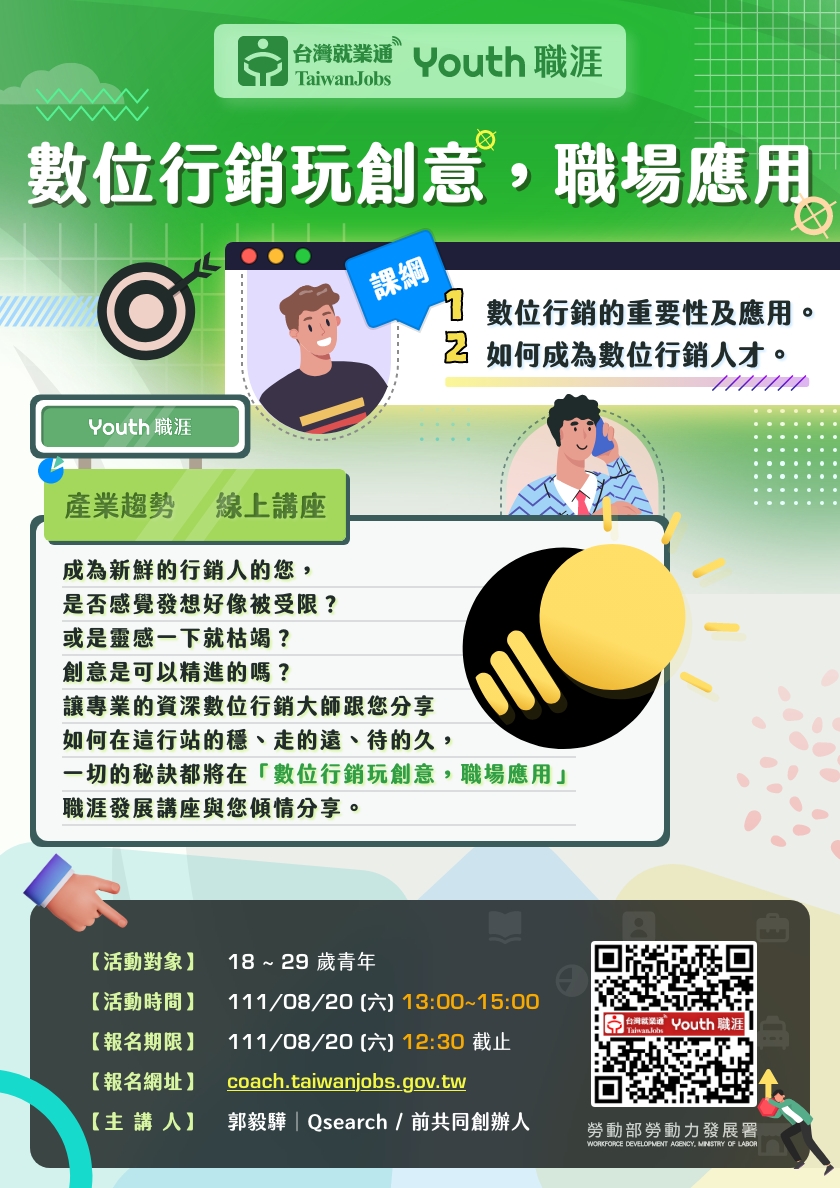 台灣就業通
TaiwanJobs
Youth 職涯
數位行銷玩創意，職場應用
課綱
1 數位行銷的重要性及應用。
2 如何成為數位行銷人才。
Youth 職涯
產業趨勢 線上講座
成為新鮮的行銷人的您，
是否感覺發想好像被受限？
或是靈感一下就枯竭？
創意是可以精進的嗎？
讓專業的資深數位行銷大師跟您分享
如何在這行站的穩、走的遠、待的久，
一切的秘訣都將在「數位行銷玩創意，職場應用」
職涯發展講座與您傾情分享。
【活動對象】 18 ~ 29 歲青年
【活動時間】 111/08/20 (六) 13:00~15:00
【報名期限】 111/08/20 (六) 12:30 截止
【報名網址】 coach.taiwanjobs.gov.tw
【主 講 人】 郭毅驊｜Qsearch / 前共同創辦人
台灣就業通
TaiwanJobs
Youth 職涯
勞動部勞動力發展署
WORKFORCE DEVELOPMENT AGENCY, MINISTRY OF LABOR